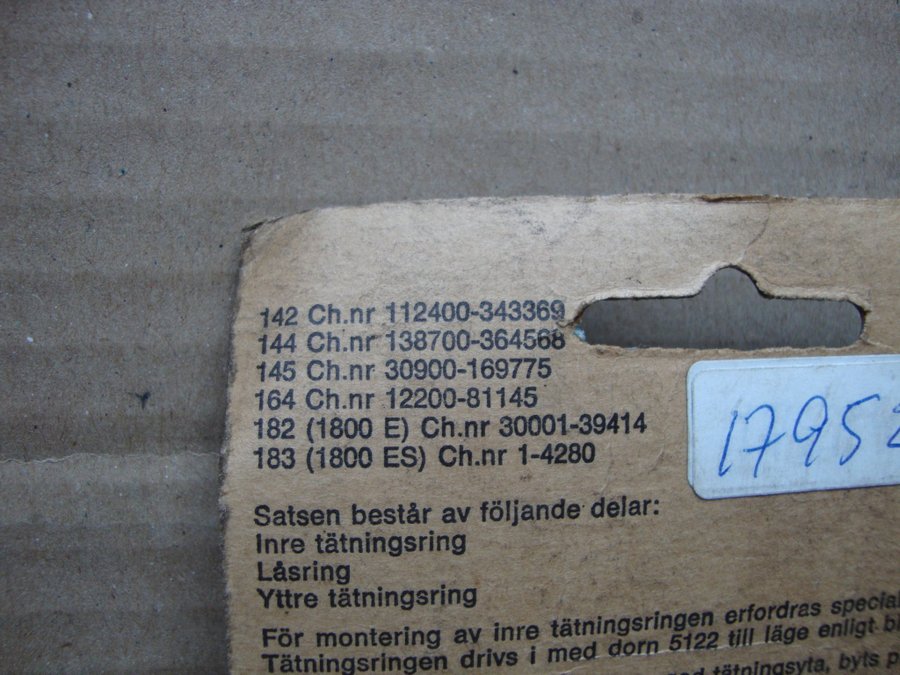 142 Ch.nr 112400-343369
144 Ch.nr 138700-364568
145 Ch.nr 30900-169775
164 Ch.nr 12200-81145
182 (1800 E) Ch.nr 30001-39414
183 (1800 ES) Ch.nr 1-4280
1795
Satsen består av följande delar:
Inre tätningsring
Låsring
Yttre tätningsring
För montering av inre tätningsringen erfordras special
Tätningsringen drivs i med dorn 5122 till läge enligt
tätningsyta, byts